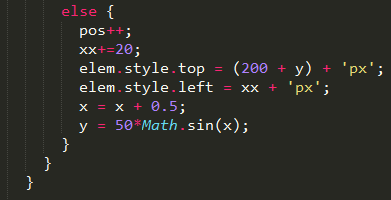 else {
pos++;
xx+=20;
elem.style.top = (200 + y) + 'px';
elem.style.left = xx + 'px';
x = x + 0.5;
y = 50*Math.sin(x);
}
}
}